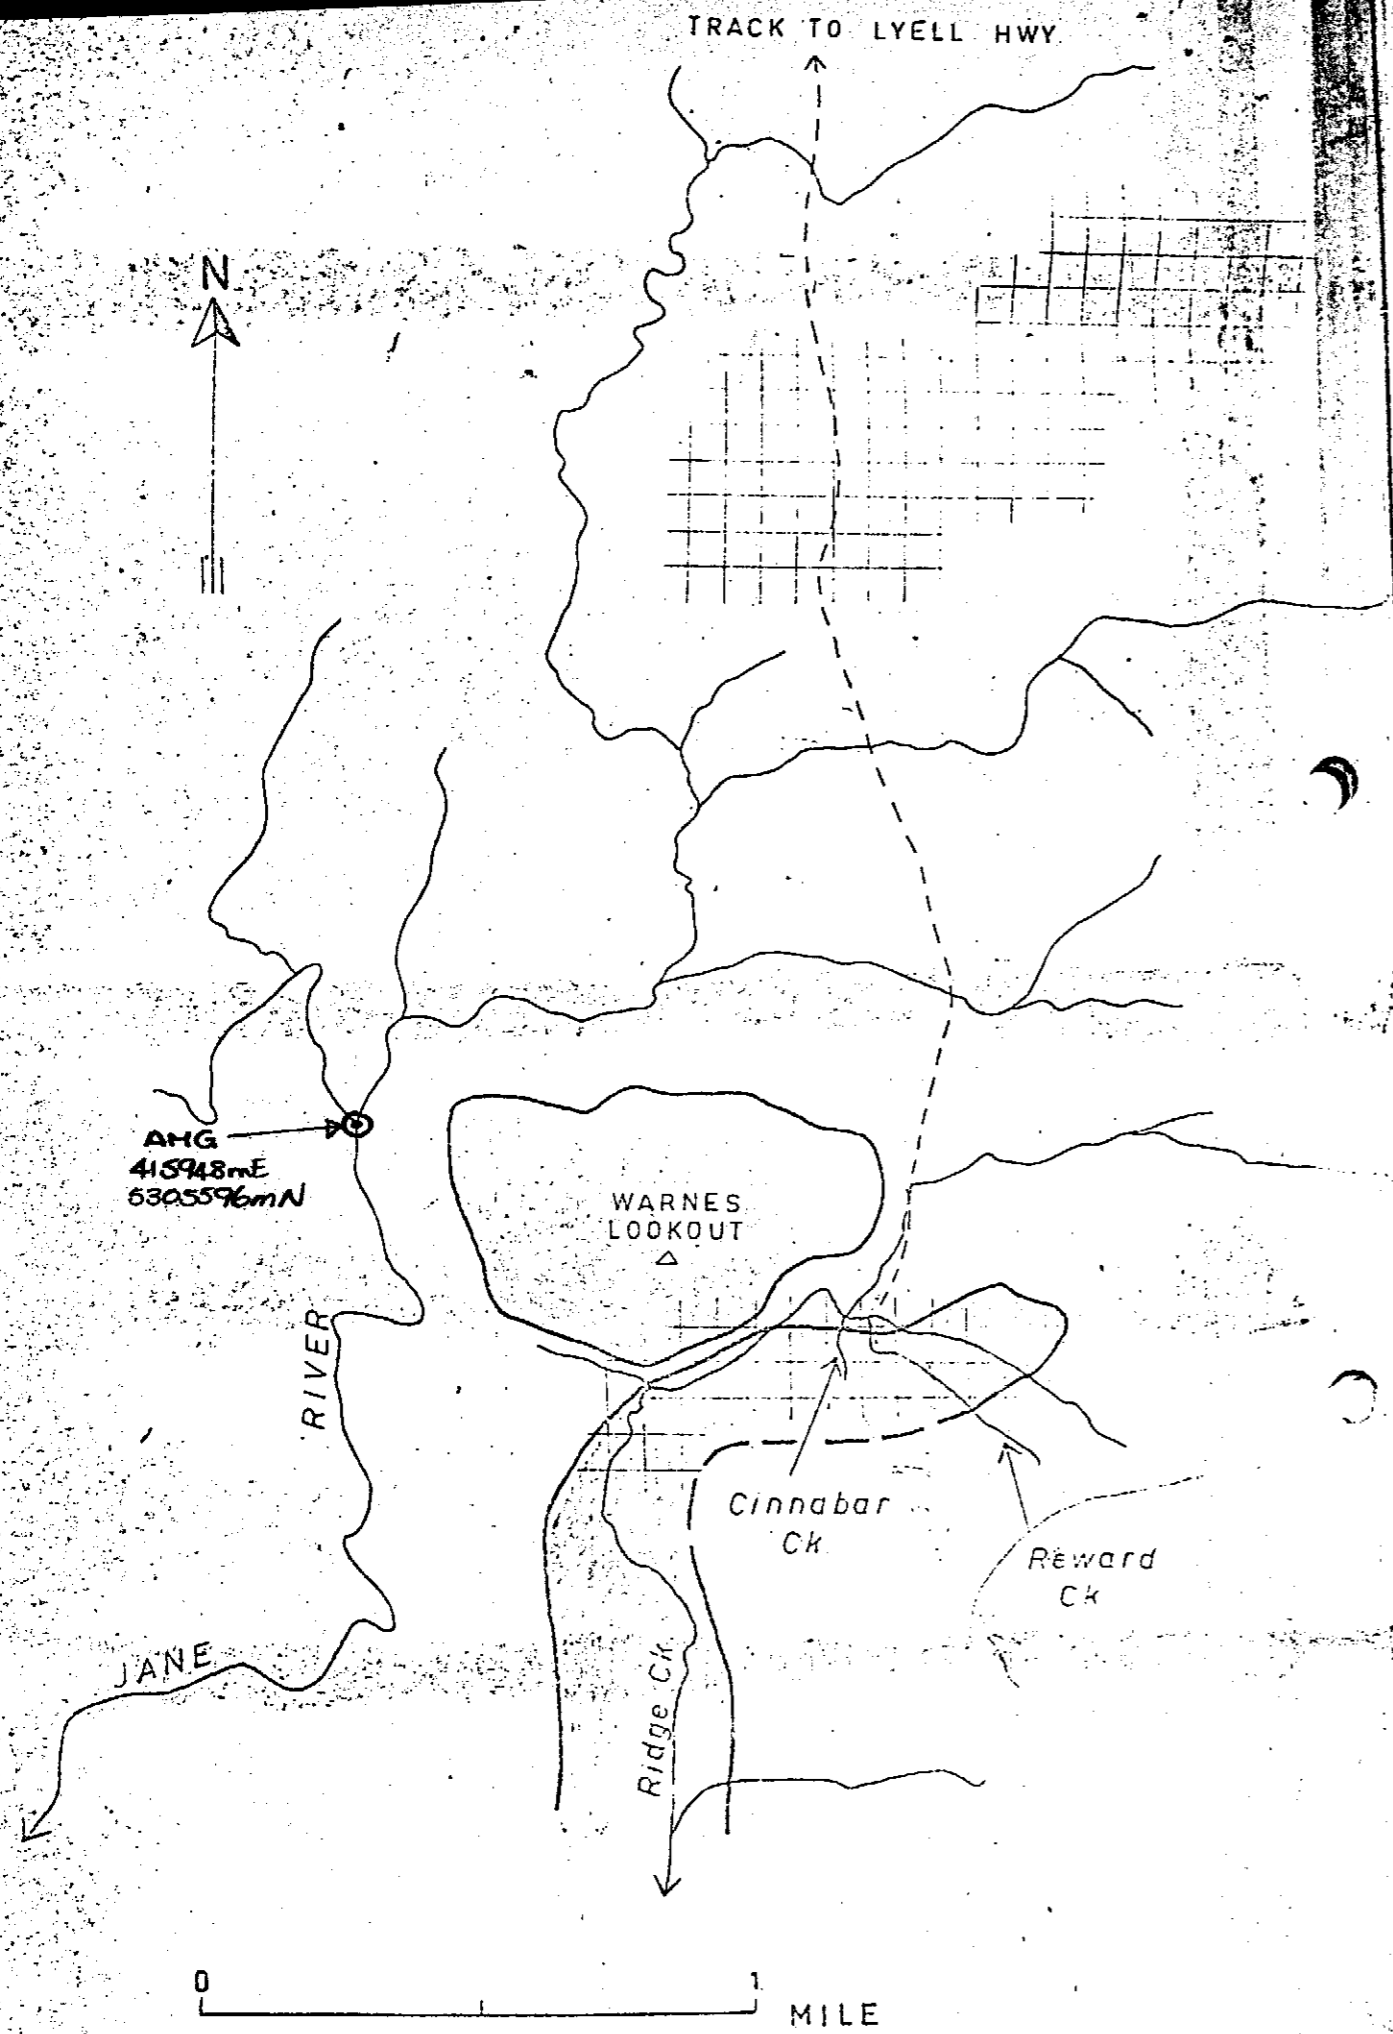 TRACK TO LYELL HWY
N
AMG
415948mE
5305596mN
WARNES
LOOKOUT
RIVER
Cinnabar
Ck
Reward
Ck
JANE
Ridge Ck
0 1
MILE